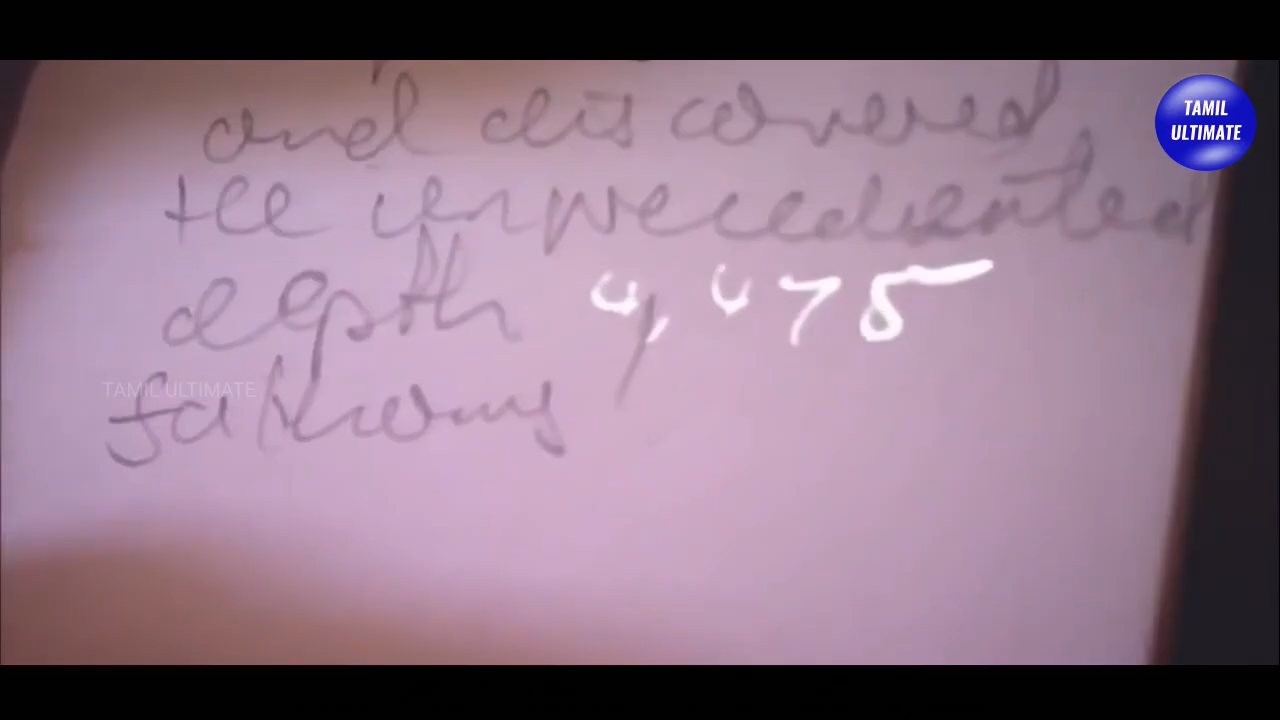 and discovered
the unprecedented
depth 4,475
fathoms
TAMIL ULTIMATE
TAMIL
ULTIMATE